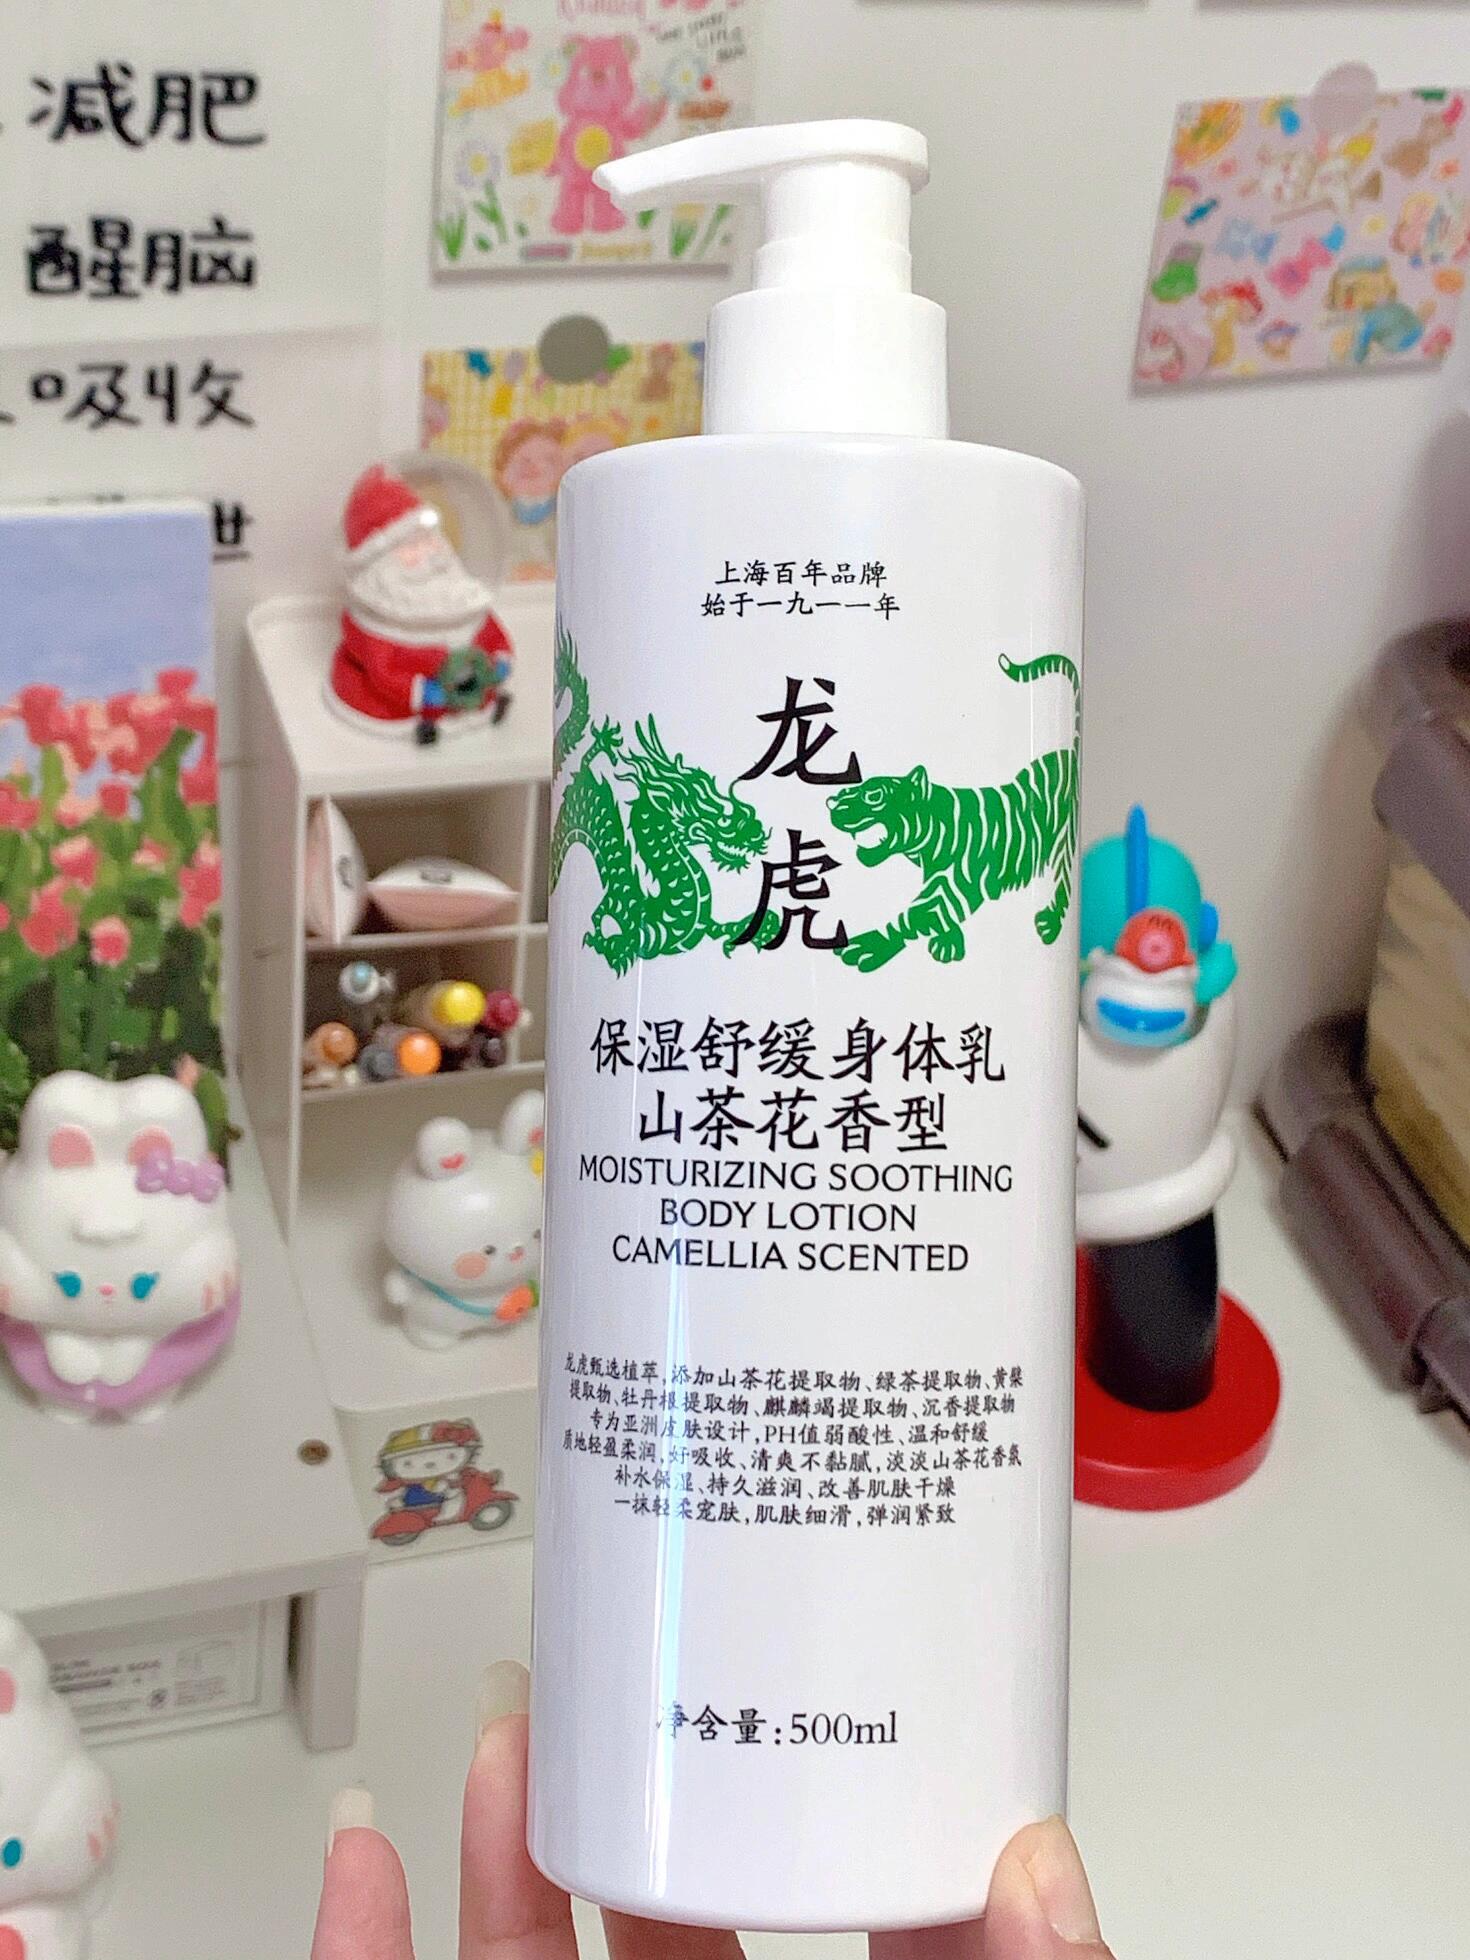 减肥
醒脑
吸收
世
上海百年品牌
始于一九一一年
龙
虎
保湿舒缓身体乳
山茶花香型
MOISTURIZING SOOTHING
BODY LOTION
CAMELLIA SCENTED
龙虎甄选植萃,添加山茶花提取物、绿茶提取物、黄檗
提取物、牡丹根提取物、麒麟竭提取物、沉香提取物
专为亚洲皮肤设计,PH值弱酸性、温和舒缓
质地轻盈柔润,好吸收、清爽不黏腻,淡淡山茶花香氛
补水保湿、持久滋润、改善肌肤干燥
一抹轻柔宠肤,肌肤细滑,弹润紧致
净含量:500ml